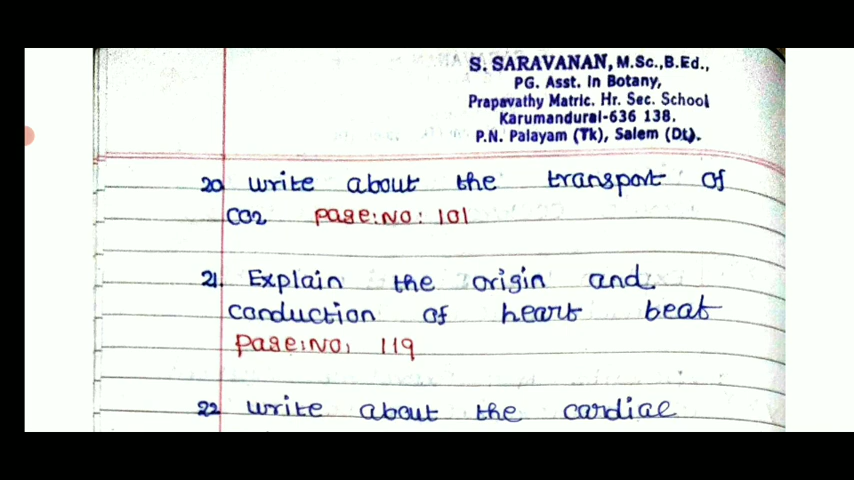 S. SARAVANAN, M.Sc.,B.Ed.,
PG. Asst. in Botany,
Prapavathy Matric. Hr. Sec. School
Karumandurai-636 138.
P.N. Palayam (Tk), Salem (Dt).
20 write about the transport of
CO2 Page:No: 101
21. Explain the origin and
conduction of heart beat
Page:No: 119
22 write about the cardiac